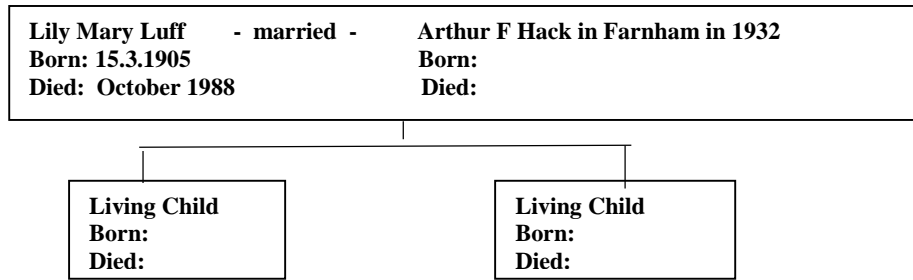 Lily Mary Luff - married - Arthur F Hack in Farnham in 1932
Born: 15.3.1905 Born:
Died: October 1988 Died:
Living Child
Born:
Died:
Living Child
Born:
Died: